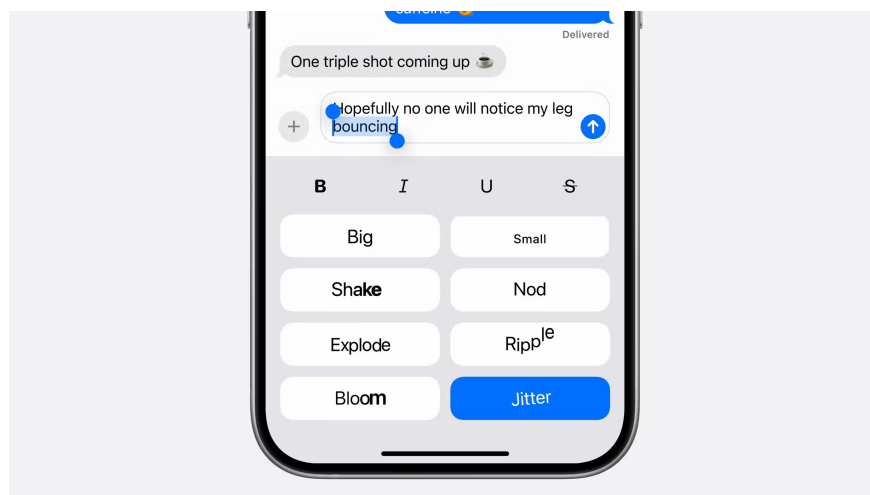 caffeine
Delivered
One triple shot coming up ☕
Hopefully no one will notice my leg
bouncing
B I U S
Big Small
Shake Nod
Explode Ripple
Bloom Jitter